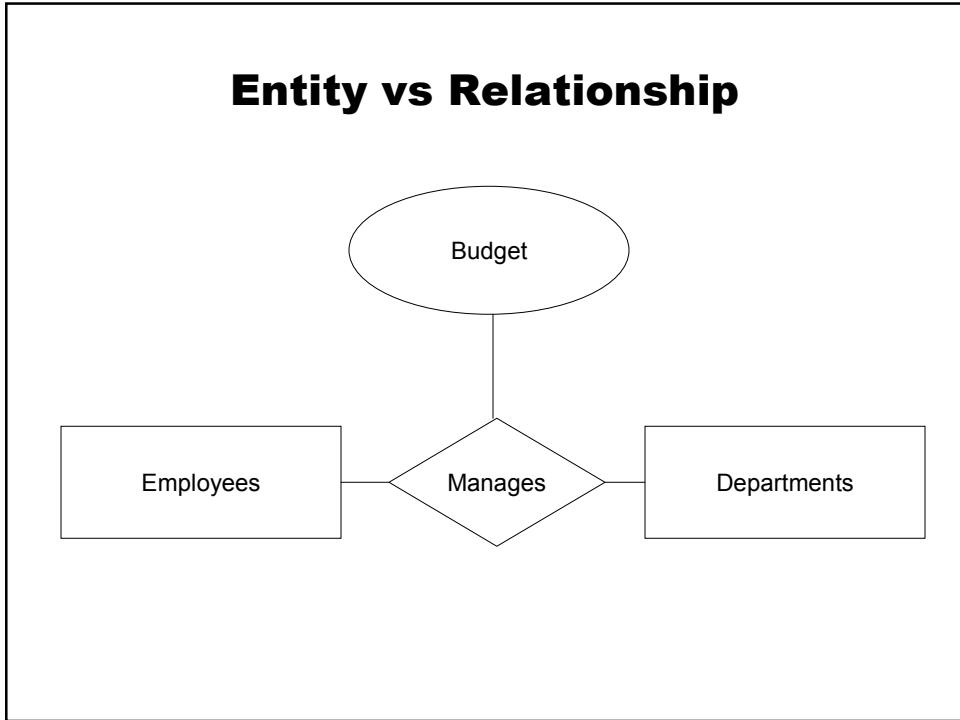 Entity vs Relationship
Budget
Employees
Manages
Departments